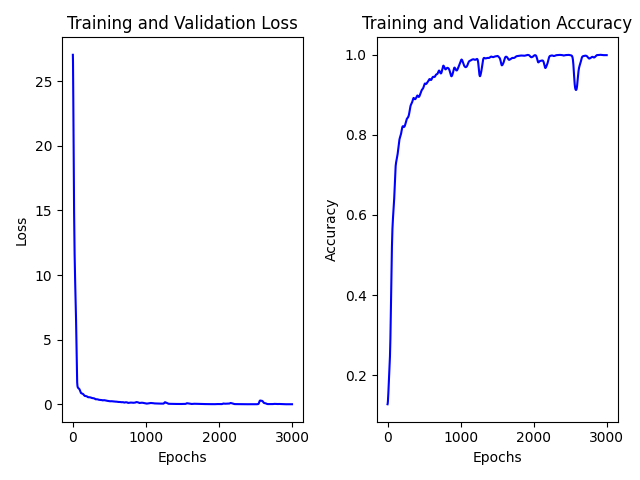 Training and Validation Loss
Loss
25
20
15
10
5
0
0 1000 2000 3000
Epochs
Training and Validation Accuracy
Accuracy
1.0
0.8
0.6
0.4
0.2
0 1000 2000 3000
Epochs